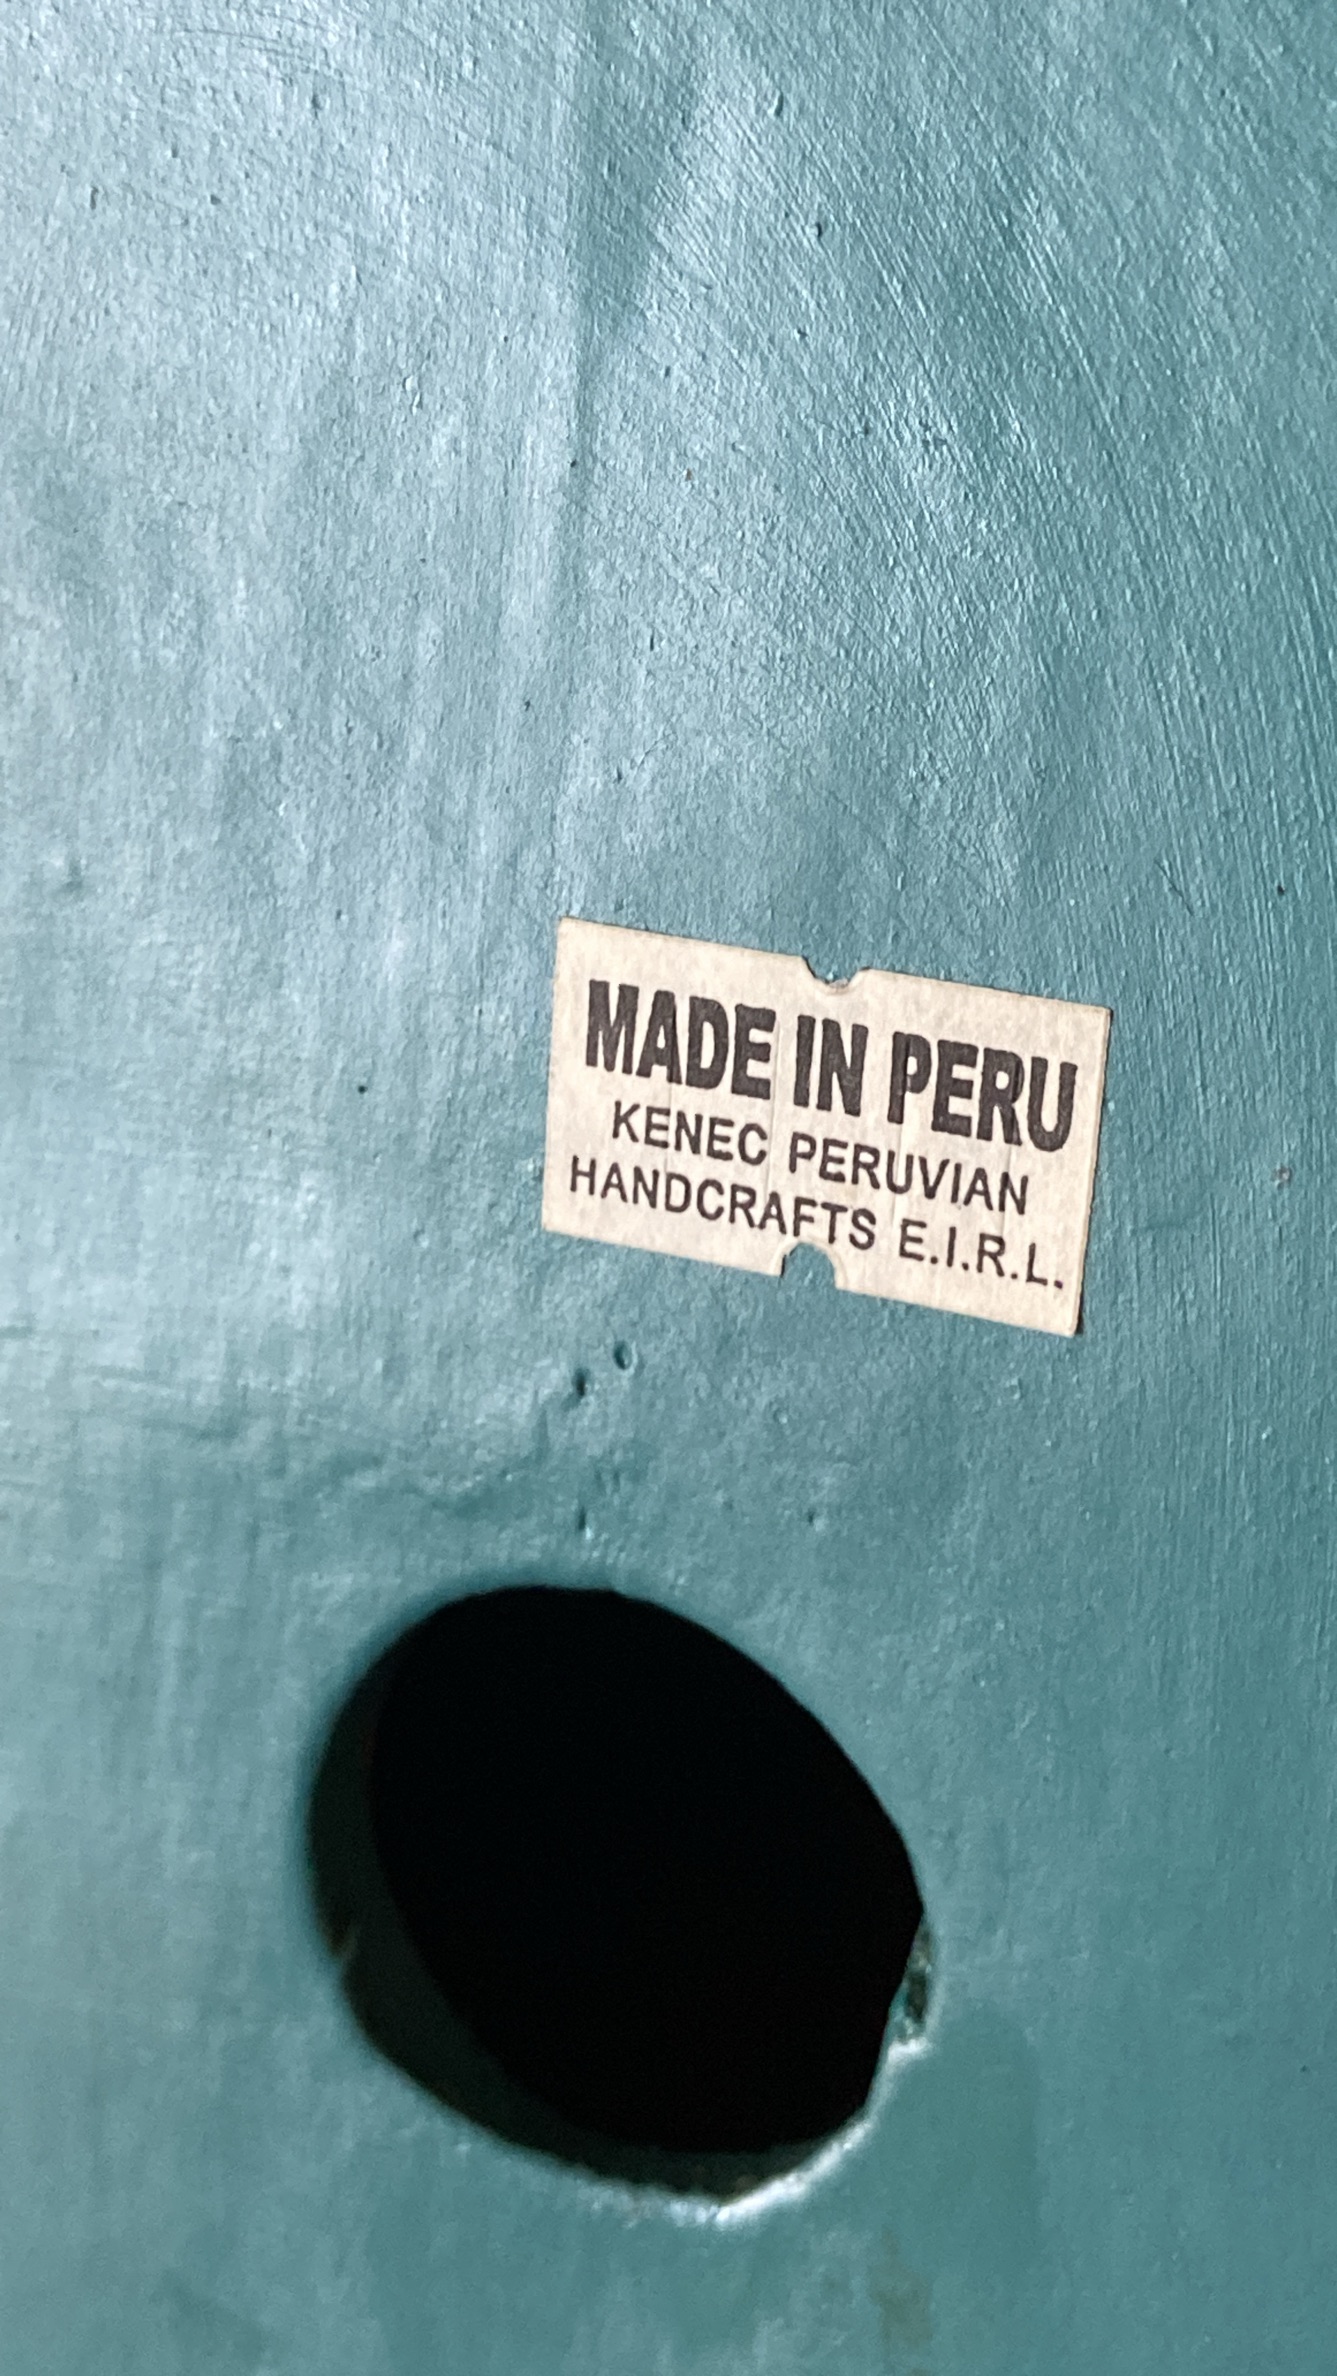 MADE IN PERU
KENEC PERUVIAN
HANDCRAFTS E.I.R.L.